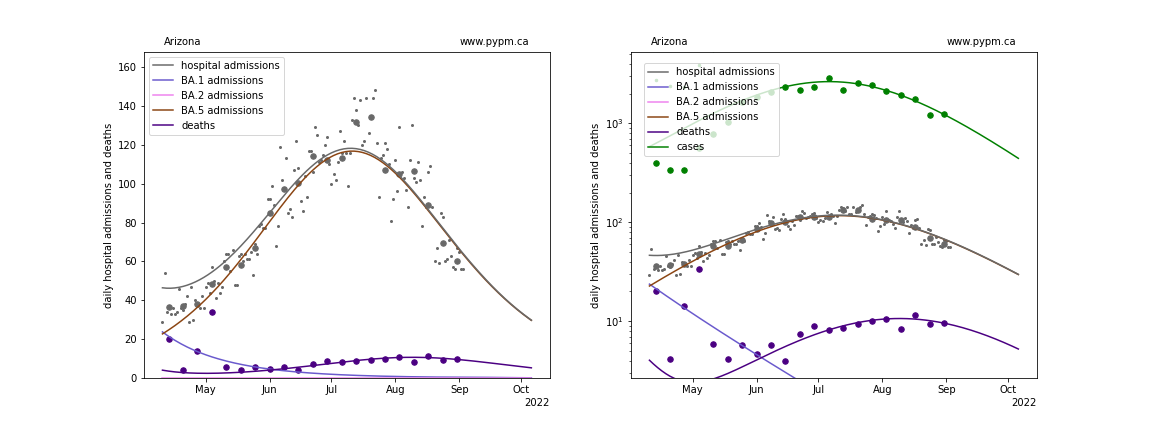 Arizona www.pypm.ca
daily hospital admissions and deaths
160
140
120
100
80
60
40
20
0
hospital admissions
BA.1 admissions
BA.2 admissions
BA.5 admissions
deaths
May Jun Jul Aug Sep Oct
2022
Arizona www.pypm.ca
daily hospital admissions and deaths
10³
10²
10¹
hospital admissions
BA.1 admissions
BA.2 admissions
BA.5 admissions
deaths
cases
May Jun Jul Aug Sep Oct
2022